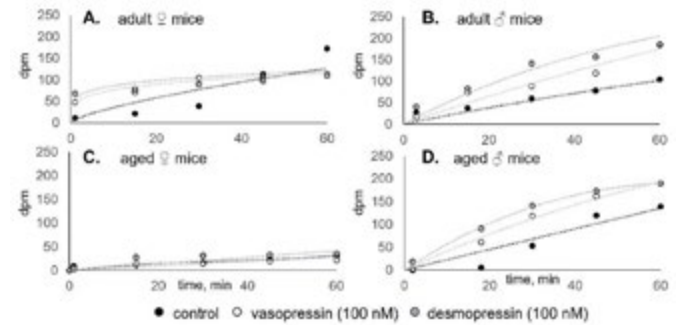 A. adult ♀ mice
250
200
150
100
50
0
dpm
0 20 40 60
B. adult ♂ mice
250
200
150
100
50
0
dpm
0 20 40 60
C. aged ♀ mice
250
200
150
100
50
0
dpm
0 20 40 60
time, min
D. aged ♂ mice
250
200
150
100
50
0
dpm
0 20 40 60
time, min
control vasopressin (100 nM) desmopressin (100 nM)